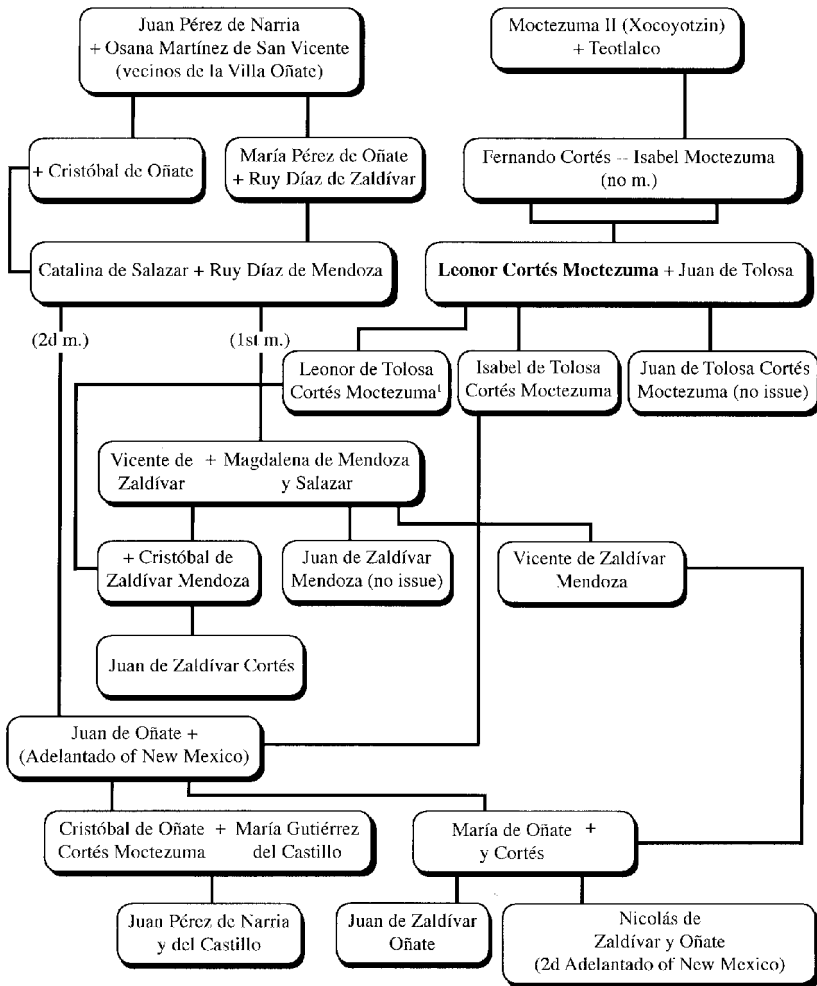 Juan Pérez de Narria
+ Osana Martínez de San Vicente
(vecinos de la Villa Oñate)
Moctezuma II (Xocoyotzin)
+ Teotlalco
+ Cristóbal de Oñate
María Pérez de Oñate
+ Ruy Díaz de Zaldívar
Fernando Cortés -- Isabel Moctezuma
(no m.)
Catalina de Salazar + Ruy Díaz de Mendoza
Leonor Cortés Moctezuma + Juan de Tolosa
(2d m.)
(1st m.)
Leonor de Tolosa
Cortés Moctezuma¹
Isabel de Tolosa
Cortés Moctezuma
Juan de Tolosa Cortés
Moctezuma (no issue)
Vicente de + Magdalena de Mendoza
Zaldívar y Salazar
+ Cristóbal de
Zaldívar Mendoza
Juan de Zaldívar
Mendoza (no issue)
Vicente de Zaldívar
Mendoza
Juan de Zaldívar Cortés
Juan de Oñate +
(Adelantado of New Mexico)
Cristóbal de Oñate + María Gutiérrez
Cortés Moctezuma del Castillo
María de Oñate +
y Cortés
Juan Pérez de Narria
y del Castillo
Juan de Zaldívar
Oñate
Nicolás de
Zaldívar y Oñate
(2d Adelantado of New Mexico)